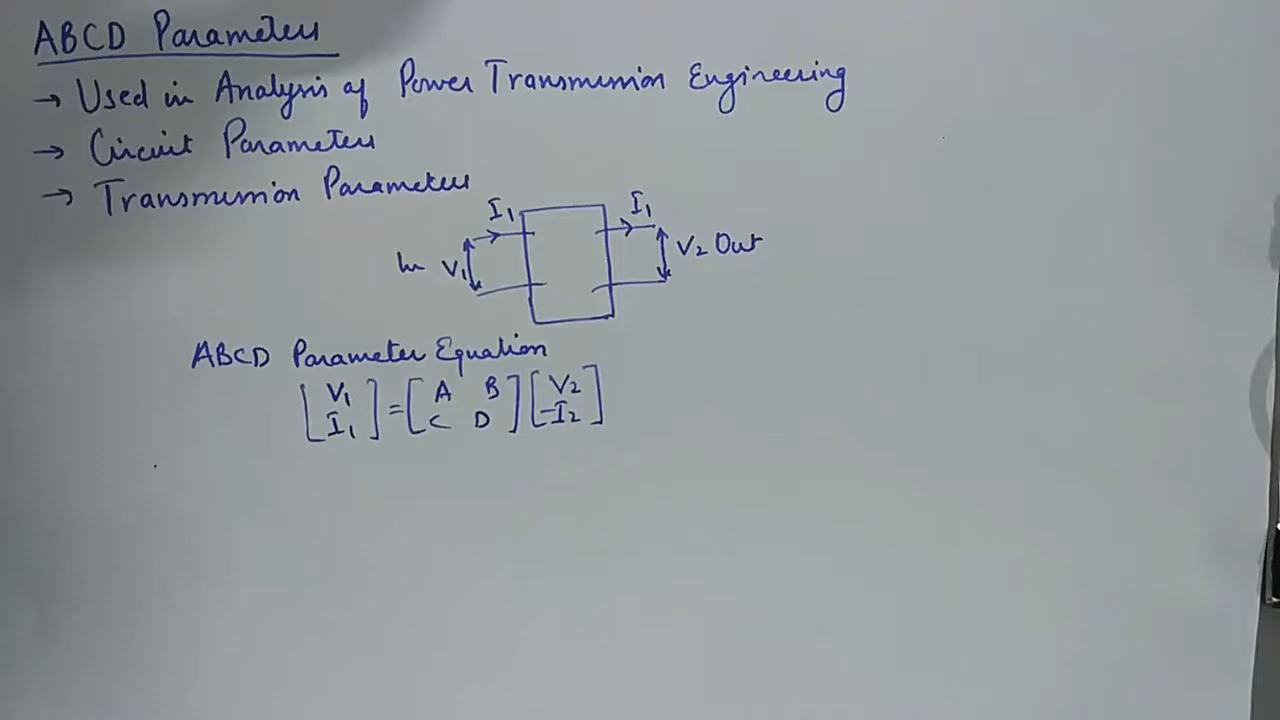 ABCD Parameters
→ Used in Analysis of Power Transmission Engineering
→ Circuit Parameters
→ Transmission Parameters
I₁ I₁
In V₁ V₂ Out
ABCD Parameter Equation
[V₁ I₁] = [A B C D] [V₂ -I₂]